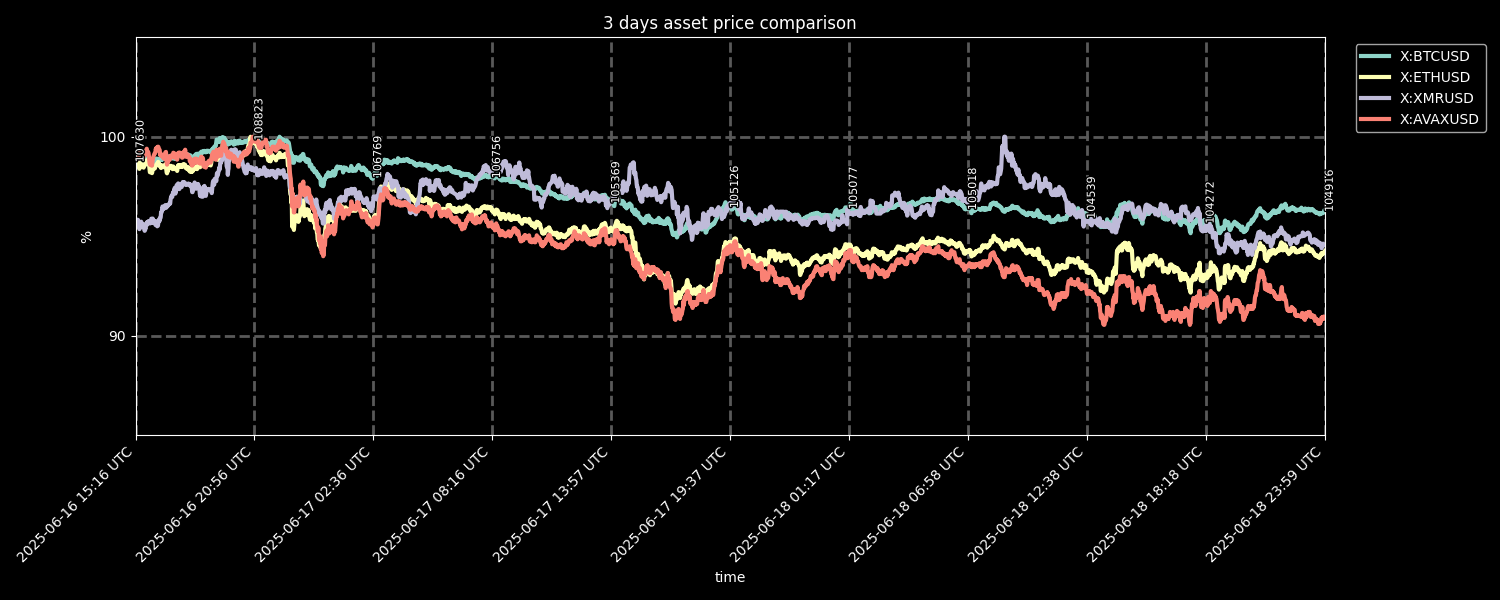 3 days asset price comparison
X:BTCUSD
X:ETHUSD
X:XMRUSD
X:AVAXUSD
100
90
%
107630
108823
106769
106756
105369
105126
105077
105018
104539
104272
104916
2025-06-16 15:16 UTC
2025-06-16 20:56 UTC
2025-06-17 02:36 UTC
2025-06-17 08:16 UTC
2025-06-17 13:57 UTC
2025-06-17 19:37 UTC
2025-06-18 01:17 UTC
2025-06-18 06:58 UTC
2025-06-18 12:38 UTC
2025-06-18 18:18 UTC
2025-06-18 23:59 UTC
time